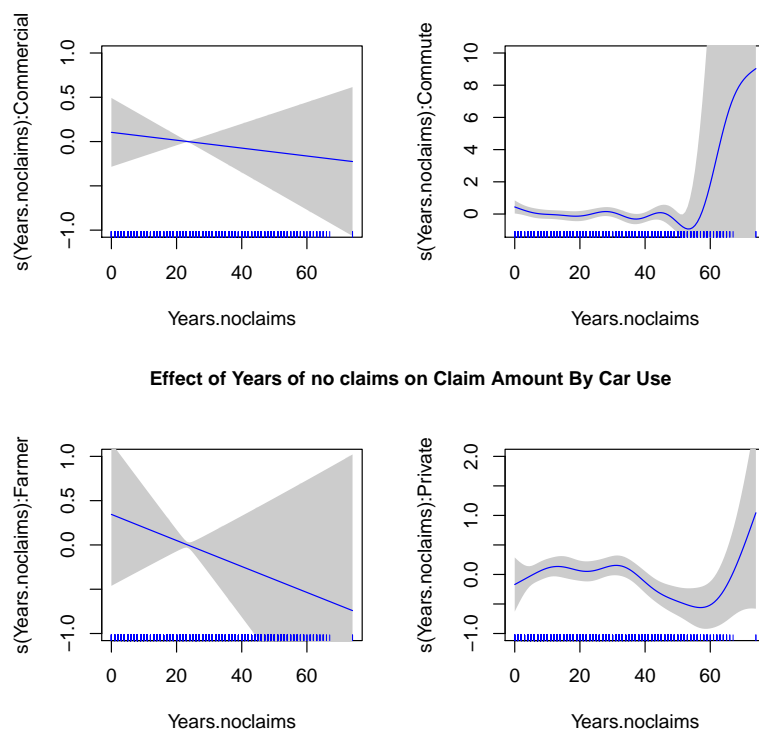 s(Years.noclaims):Commercial
1.0
0.5
0.0
−1.0
0 20 40 60
Years.noclaims
s(Years.noclaims):Commute
10
8
6
4
2
0
0 20 40 60
Years.noclaims
Effect of Years of no claims on Claim Amount By Car Use
s(Years.noclaims):Farmer
1.0
0.5
0.0
−1.0
0 20 40 60
Years.noclaims
s(Years.noclaims):Private
2.0
1.0
0.0
−1.0
0 20 40 60
Years.noclaims